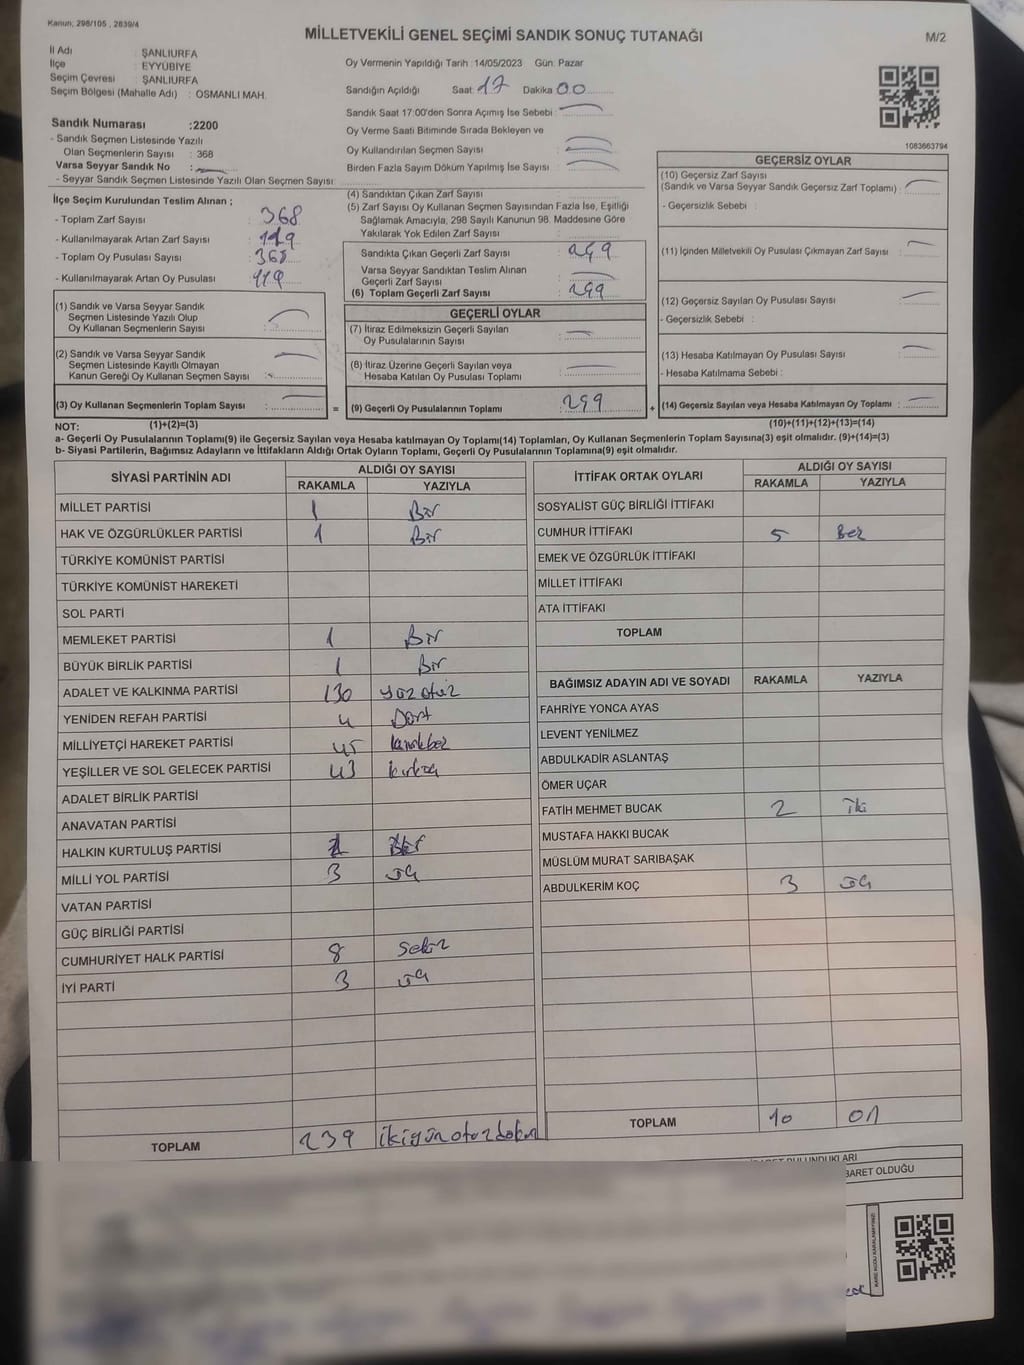 Kanun; 298/105 , 2839/4
MİLLETVEKİLİ GENEL SEÇİMİ SANDIK SONUÇ TUTANAĞI
M/2
İl Adı : ŞANLIURFA
İlçe : EYYÜBİYE
Seçim Çevresi : ŞANLIURFA
Seçim Bölgesi (Mahalle Adı) : OSMANLI MAH.
Oy Vermenin Yapıldığı Tarih :14/05/2023 Gün: Pazar
Sandığın Açıldığı Saat: 17 Dakika 00
Sandık Saat 17:00'den Sonra Açımış İse Sebebi :
Oy Verme Saati Bitiminde Sırada Bekleyen ve
Oy Kullandırılan Seçmen Sayısı :
Birden Fazla Sayım Döküm Yapılmış İse Sayısı :
1083663794
Sandık Numarası :2200
- Sandık Seçmen Listesinde Yazılı
Olan Seçmenlerin Sayısı : 368
Varsa Seyyar Sandık No :
- Seyyar Sandık Seçmen Listesinde Yazılı Olan Seçmen Sayısı:
İlçe Seçim Kurulundan Teslim Alınan ;
- Toplam Zarf Sayısı : 368
- Kullanılmayarak Artan Zarf Sayısı : 119
- Toplam Oy Pusulası Sayısı : 368
- Kullanılmayarak Artan Oy Pusulası : 119
(1) Sandık ve Varsa Seyyar Sandık
Seçmen Listesinde Yazılı Olup
Oy Kullanan Seçmenlerin Sayısı :
(2) Sandık ve Varsa Seyyar Sandık
Seçmen Listesinde Kayıtlı Olmayan
Kanun Gereği Oy Kullanan Seçmen Sayısı :
(3) Oy Kullanan Seçmenlerin Toplam Sayısı :
(1)+(2)=(3)
(4) Sandıktan Çıkan Zarf Sayısı
(5) Zarf Sayısı Oy Kullanan Seçmen Sayısından Fazla İse, Eşitliği
Sağlamak Amacıyla, 298 Sayılı Kanunun 98. Maddesine Göre
Yakılarak Yok Edilen Zarf Sayısı :
Sandıkta Çıkan Geçerli Zarf Sayısı : 249
Varsa Seyyar Sandıktan Teslim Alınan
Geçerli Zarf Sayısı :
(6) Toplam Geçerli Zarf Sayısı : 249
GEÇERLİ OYLAR
(7) İtiraz Edilmeksizin Geçerli Sayılan
Oy Pusulalarının Sayısı :
(8) İtiraz Üzerine Geçerli Sayılan veya
Hesaba Katılan Oy Pusulası Toplamı :
= (9) Geçerli Oy Pusulalarının Toplamı : 249 +
GEÇERSİZ OYLAR
(10) Geçersiz Zarf Sayısı
(Sandık ve Varsa Seyyar Sandık Geçersiz Zarf Toplamı) :
- Geçersizlik Sebebi :
(11) İçinden Milletvekili Oy Pusulası Çıkmayan Zarf Sayısı :
(12) Geçersiz Sayılan Oy Pusulası Sayısı :
- Geçersizlik Sebebi :
(13) Hesaba Katılmayan Oy Pusulası Sayısı :
- Hesaba Katılmama Sebebi :
(14) Geçersiz Sayılan veya Hesaba Katılmayan Oy Toplamı :
(10)+(11)+(12)+(13)=(14)
NOT:
a- Geçerli Oy Pusulalarının Toplamı(9) ile Geçersiz Sayılan veya Hesaba katılmayan Oy Toplamı(14) Toplamları, Oy Kullanan Seçmenlerin Toplam Sayısına(3) eşit olmalıdır. (9)+(14)=(3)
b- Siyasi Partilerin, Bağımsız Adayların ve İttifakların Aldığı Ortak Oyların Toplamı, Geçerli Oy Pusulalarının Toplamına(9) eşit olmalıdır.
SİYASİ PARTİNİN ADI ALDIĞI OY SAYISI
RAKAMLA YAZIYLA
MİLLET PARTİSİ 1 Bir
HAK VE ÖZGÜRLÜKLER PARTİSİ 1 Bir
TÜRKİYE KOMÜNİST PARTİSİ
TÜRKİYE KOMÜNİST HAREKETİ
SOL PARTİ
MEMLEKET PARTİSİ 1 Bir
BÜYÜK BİRLİK PARTİSİ 1 Bir
ADALET VE KALKINMA PARTİSİ 130 yüz otuz
YENİDEN REFAH PARTİSİ 4 Dört
MİLLİYETÇİ HAREKET PARTİSİ 45
YEŞİLLER VE SOL GELECEK PARTİSİ 43
ADALET BİRLİK PARTİSİ
ANAVATAN PARTİSİ
HALKIN KURTULUŞ PARTİSİ
MİLLİ YOL PARTİSİ 3 üç
VATAN PARTİSİ
GÜÇ BİRLİĞİ PARTİSİ
CUMHURİYET HALK PARTİSİ 8 Sekiz
İYİ PARTİ 3 üç
TOPLAM 239
İTTİFAK ORTAK OYLARI ALDIĞI OY SAYISI
RAKAMLA YAZIYLA
SOSYALİST GÜÇ BİRLİĞİ İTTİFAKI
CUMHUR İTTİFAKI 5 Beş
EMEK VE ÖZGÜRLÜK İTTİFAKI
MİLLET İTTİFAKI
ATA İTTİFAKI
TOPLAM
BAĞIMSIZ ADAYIN ADI VE SOYADI RAKAMLA YAZIYLA
FAHRİYE YONCA AYAS
LEVENT YENİLMEZ
ABDULKADİR ASLANTAŞ
ÖMER UÇAR
FATİH MEHMET BUCAK 2 iki
MUSTAFA HAKKI BUCAK
MÜSLÜM MURAT SARIBAŞAK
ABDULKERİM KOÇ 3 üç
TOPLAM 10 on
BARET OLDUĞU